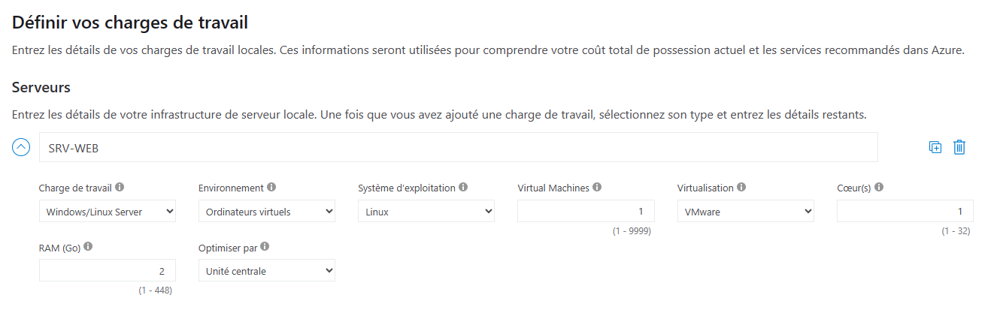 Définir vos charges de travail
Entrez les détails de vos charges de travail locales. Ces informations seront utilisées pour comprendre votre coût total de possession actuel et les services recommandés dans Azure.
Serveurs
Entrez les détails de votre infrastructure de serveur locale. Une fois que vous avez ajouté une charge de travail, sélectionnez son type et entrez les détails restants.
SRV-WEB
Charge de travail Environnement Système d'exploitation Virtual Machines Virtualisation Cœur(s)
Windows/Linux Server Ordinateurs virtuels Linux 1 VMware 1
(1 - 9999) (1 - 32)
RAM (Go) Optimiser par
2 Unité centrale
(1 - 448)